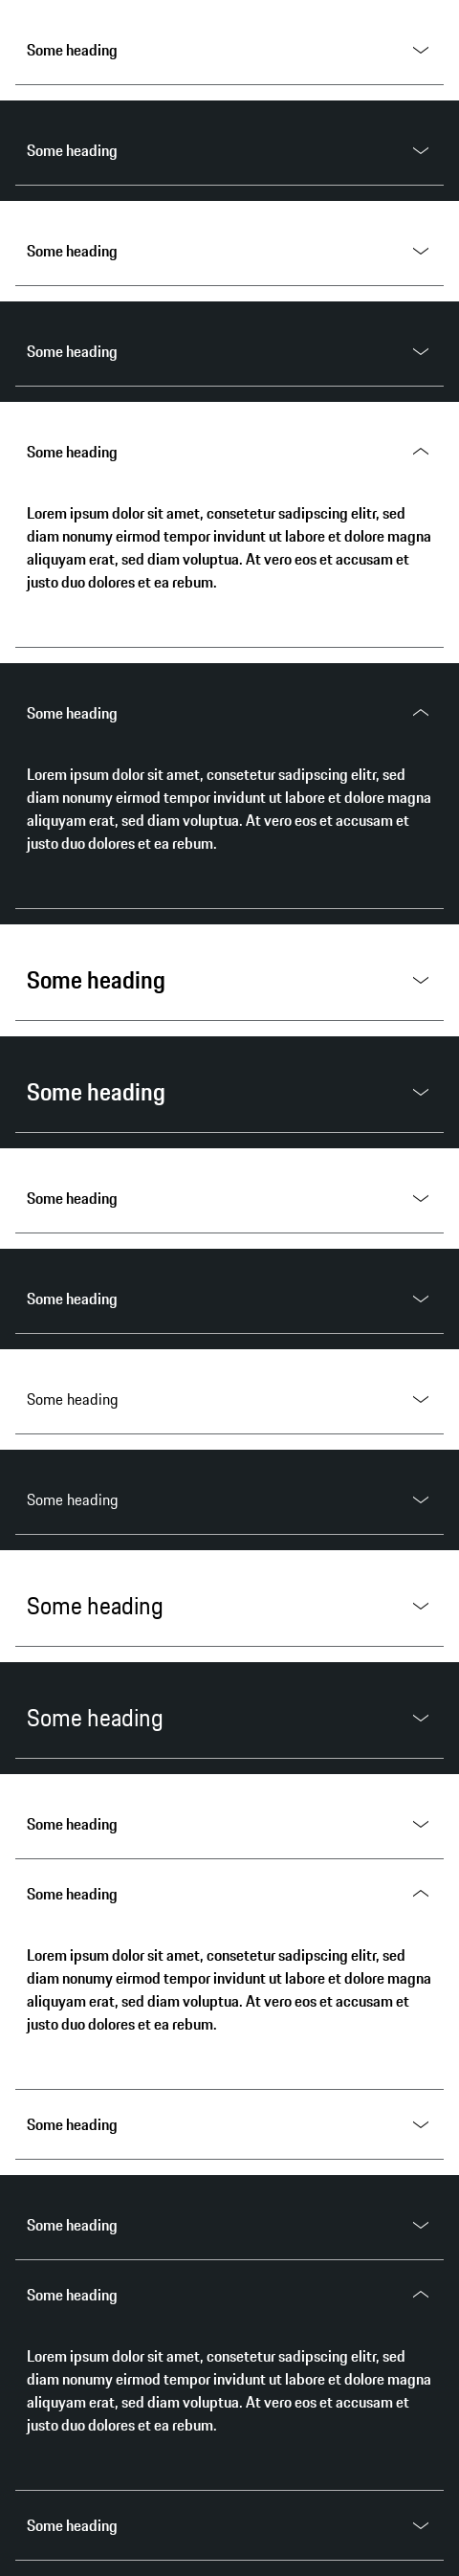 Some heading
Some heading
Some heading
Some heading
Some heading
Lorem ipsum dolor sit amet, consetetur sadipscing elitr, sed
diam nonumy eirmod tempor invidunt ut labore et dolore magna
aliquyam erat, sed diam voluptua. At vero eos et accusam et
justo duo dolores et ea rebum.
Some heading
Lorem ipsum dolor sit amet, consetetur sadipscing elitr, sed
diam nonumy eirmod tempor invidunt ut labore et dolore magna
aliquyam erat, sed diam voluptua. At vero eos et accusam et
justo duo dolores et ea rebum.
Some heading
Some heading
Some heading
Some heading
Some heading
Some heading
Some heading
Some heading
Some heading
Some heading
Lorem ipsum dolor sit amet, consetetur sadipscing elitr, sed
diam nonumy eirmod tempor invidunt ut labore et dolore magna
aliquyam erat, sed diam voluptua. At vero eos et accusam et
justo duo dolores et ea rebum.
Some heading
Some heading
Some heading
Lorem ipsum dolor sit amet, consetetur sadipscing elitr, sed
diam nonumy eirmod tempor invidunt ut labore et dolore magna
aliquyam erat, sed diam voluptua. At vero eos et accusam et
justo duo dolores et ea rebum.
Some heading